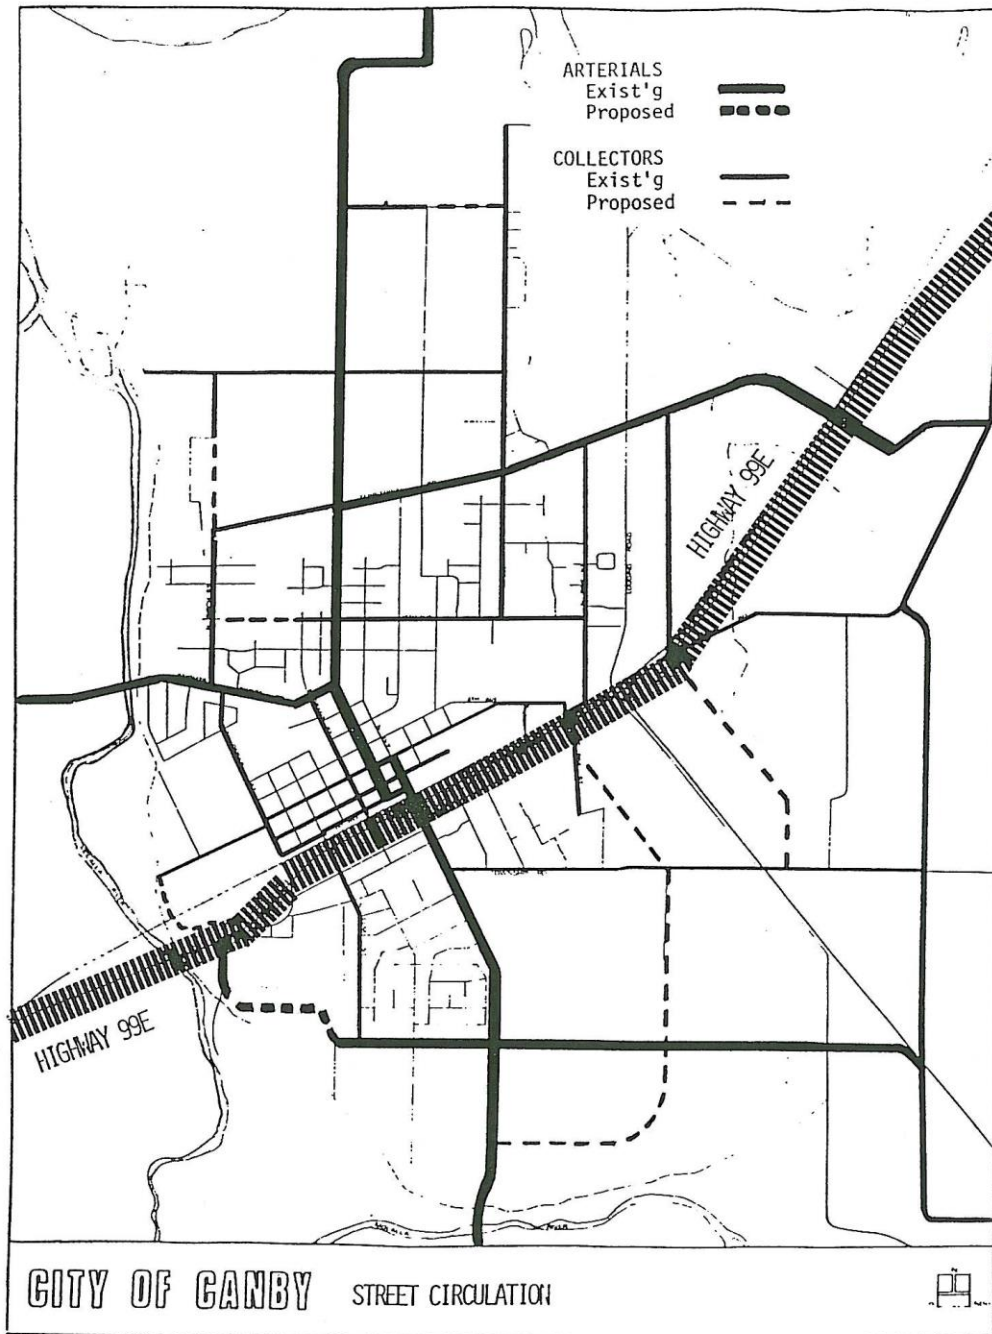 ARTERIALS
Exist'g
Proposed
COLLECTORS
Exist'g
Proposed
HIGHWAY 99E
HIGHWAY 99E
CITY OF CANBY STREET CIRCULATION
N